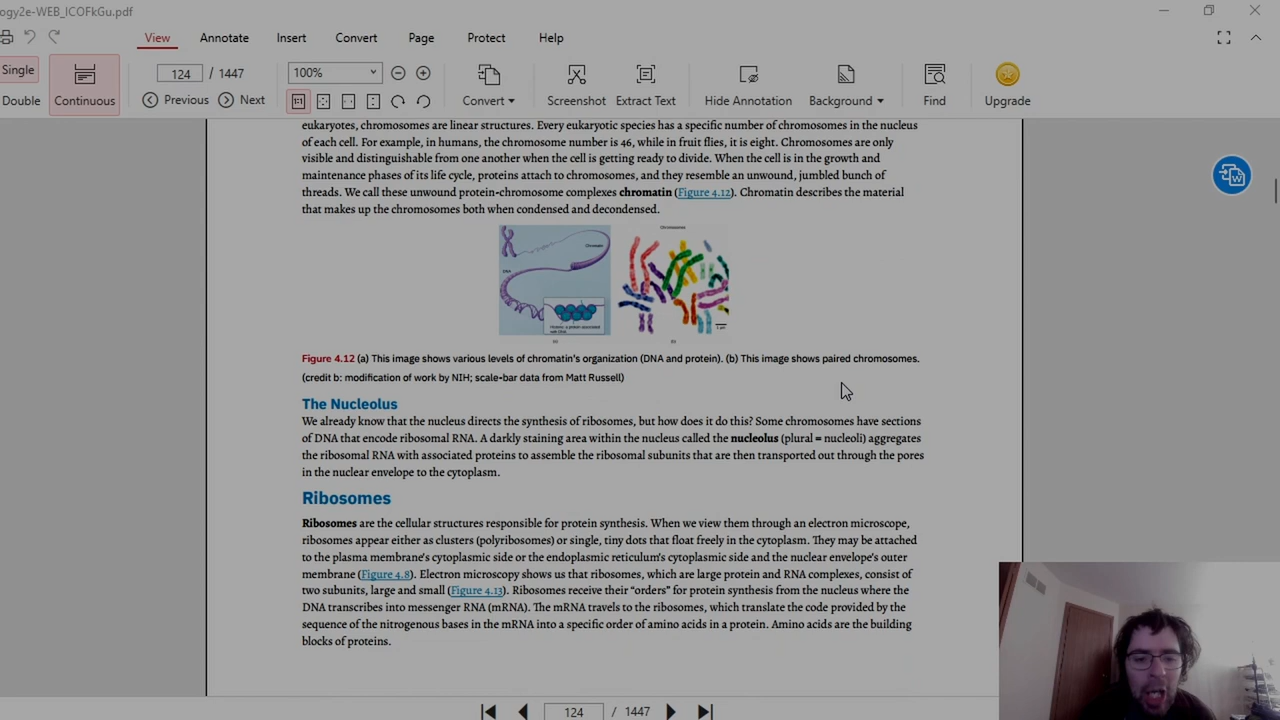 ogy2e-WEB_ICOFkGu.pdf
View Annotate Insert Convert Page Protect Help
Single 124 / 1447 100%
Double Continuous Previous Next Convert Screenshot Extract Text Hide Annotation Background Find Upgrade
eukaryotes, chromosomes are linear structures. Every eukaryotic species has a specific number of chromosomes in the nucleus
of each cell. For example, in humans, the chromosome number is 46, while in fruit flies, it is eight. Chromosomes are only
visible and distinguishable from one another when the cell is getting ready to divide. When the cell is in the growth and
maintenance phases of its life cycle, proteins attach to chromosomes, and they resemble an unwound, jumbled bunch of
threads. We call these unwound protein-chromosome complexes chromatin (Figure 4.12). Chromatin describes the material
that makes up the chromosomes both when condensed and decondensed.
Chromosomes
Chromatin
DNA
Histone: a protein associated
with DNA
(a) (b)
Figure 4.12 (a) This image shows various levels of chromatin's organization (DNA and protein). (b) This image shows paired chromosomes.
(credit b: modification of work by NIH; scale-bar data from Matt Russell)
The Nucleolus
We already know that the nucleus directs the synthesis of ribosomes, but how does it do this? Some chromosomes have sections
of DNA that encode ribosomal RNA. A darkly staining area within the nucleus called the nucleolus (plural = nucleoli) aggregates
the ribosomal RNA with associated proteins to assemble the ribosomal subunits that are then transported out through the pores
in the nuclear envelope to the cytoplasm.
Ribosomes
Ribosomes are the cellular structures responsible for protein synthesis. When we view them through an electron microscope,
ribosomes appear either as clusters (polyribosomes) or single, tiny dots that float freely in the cytoplasm. They may be attached
to the plasma membrane's cytoplasmic side or the endoplasmic reticulum's cytoplasmic side and the nuclear envelope's outer
membrane (Figure 4.8). Electron microscopy shows us that ribosomes, which are large protein and RNA complexes, consist of
two subunits, large and small (Figure 4.13). Ribosomes receive their “orders” for protein synthesis from the nucleus where the
DNA transcribes into messenger RNA (mRNA). The mRNA travels to the ribosomes, which translate the code provided by the
sequence of the nitrogenous bases in the mRNA into a specific order of amino acids in a protein. Amino acids are the building
blocks of proteins.
124 / 1447